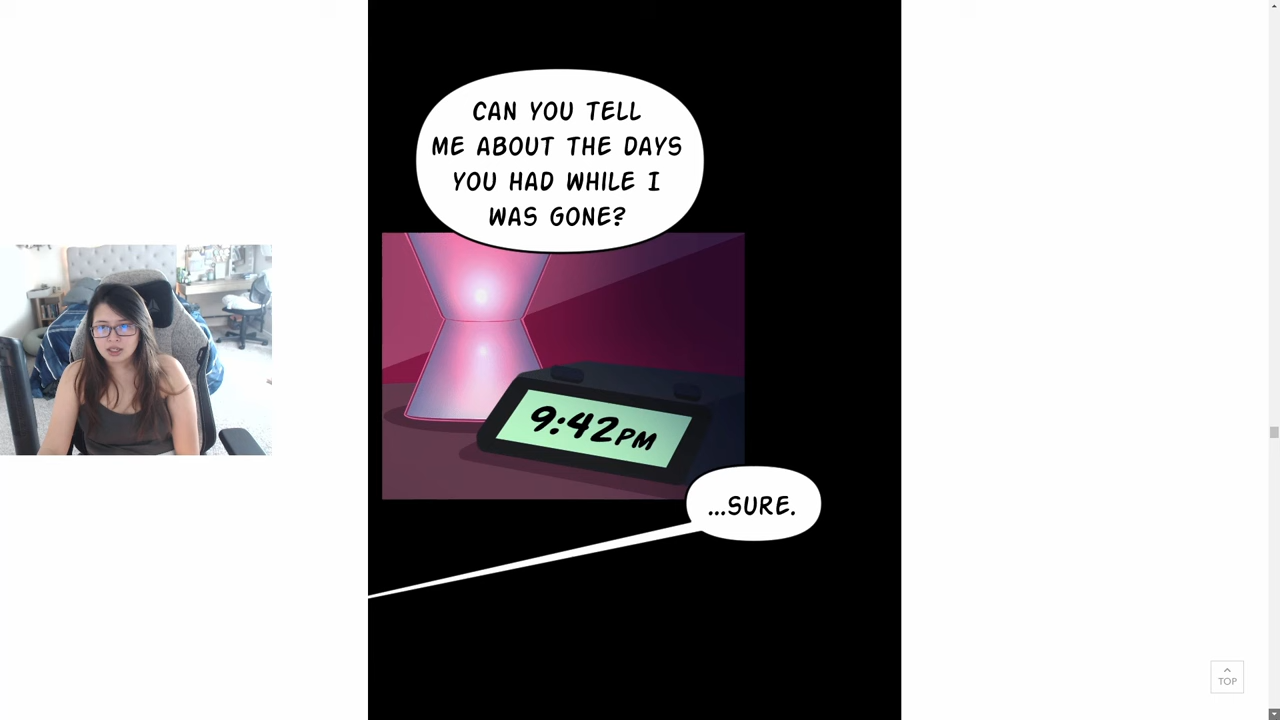 CAN YOU TELL
ME ABOUT THE DAYS
YOU HAD WHILE I
WAS GONE?
9:42PM
...SURE.
TOP